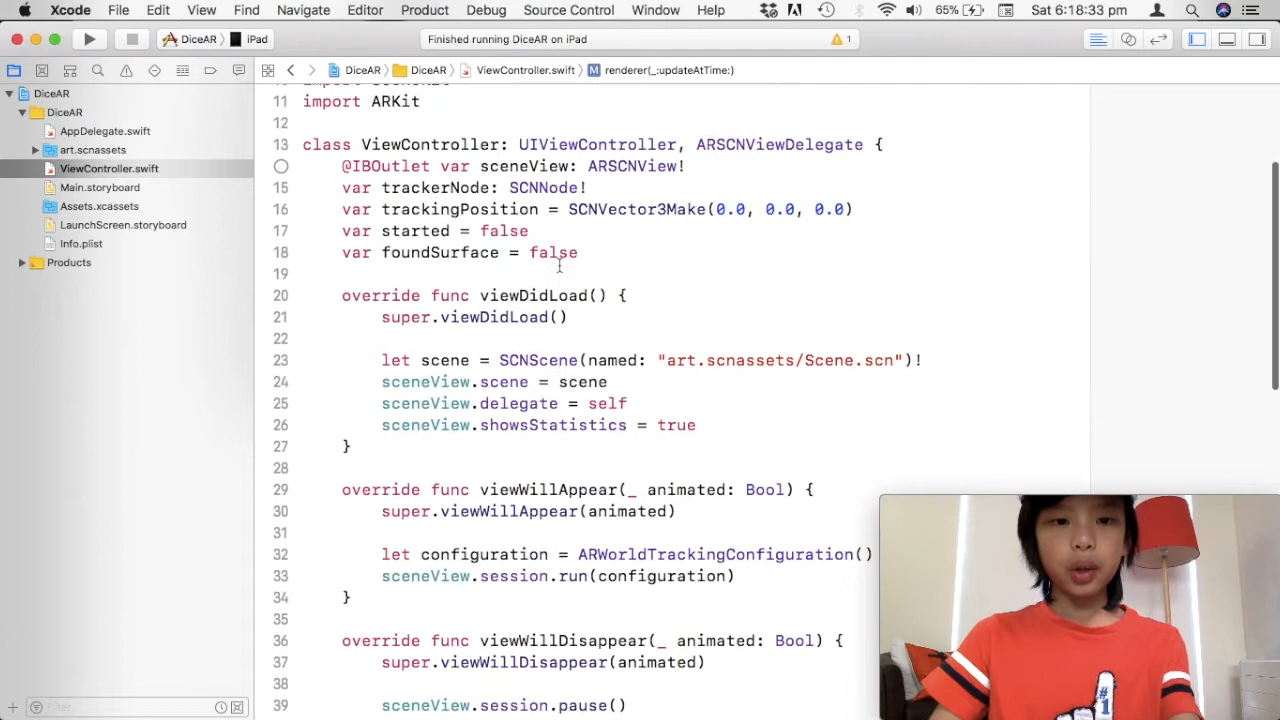 Xcode File Edit View Find Navigate Editor Product Debug Source Control Window Help 65% Sat 6:18:33 pm
DiceAR iPad Finished running DiceAR on iPad 1
DiceAR DiceAR ViewController.swift M renderer(_:updateAtTime:)
DiceAR
DiceAR
AppDelegate.swift
art.scnassets
ViewController.swift
Main.storyboard
Assets.xcassets
LaunchScreen.storyboard
Info.plist
Products
Filter
11 import ARKit
12
13 class ViewController: UIViewController, ARSCNViewDelegate {
@IBOutlet var sceneView: ARSCNView!
15 var trackerNode: SCNNode!
16 var trackingPosition = SCNVector3Make(0.0, 0.0, 0.0)
17 var started = false
18 var foundSurface = false
19
20 override func viewDidLoad() {
21 super.viewDidLoad()
22
23 let scene = SCNScene(named: "art.scnassets/Scene.scn")!
24 sceneView.scene = scene
25 sceneView.delegate = self
26 sceneView.showsStatistics = true
27 }
28
29 override func viewWillAppear(_ animated: Bool) {
30 super.viewWillAppear(animated)
31
32 let configuration = ARWorldTrackingConfiguration()
33 sceneView.session.run(configuration)
34 }
35
36 override func viewWillDisappear(_ animated: Bool) {
37 super.viewWillDisappear(animated)
38
39 sceneView.session.pause()
#1